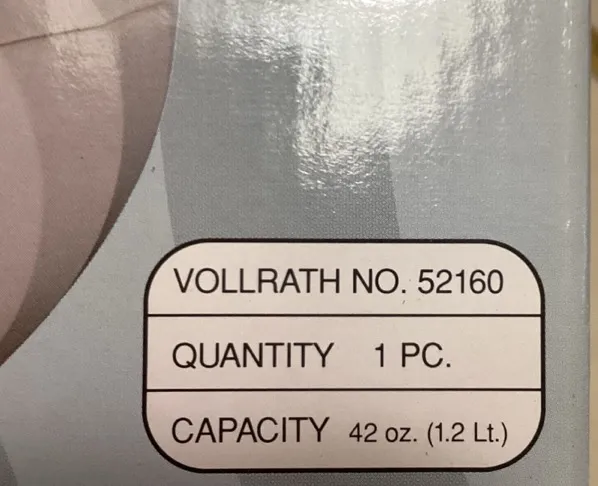 VOLLRATH NO. 52160
QUANTITY 1 PC.
CAPACITY 42 oz. (1.2 Lt.)